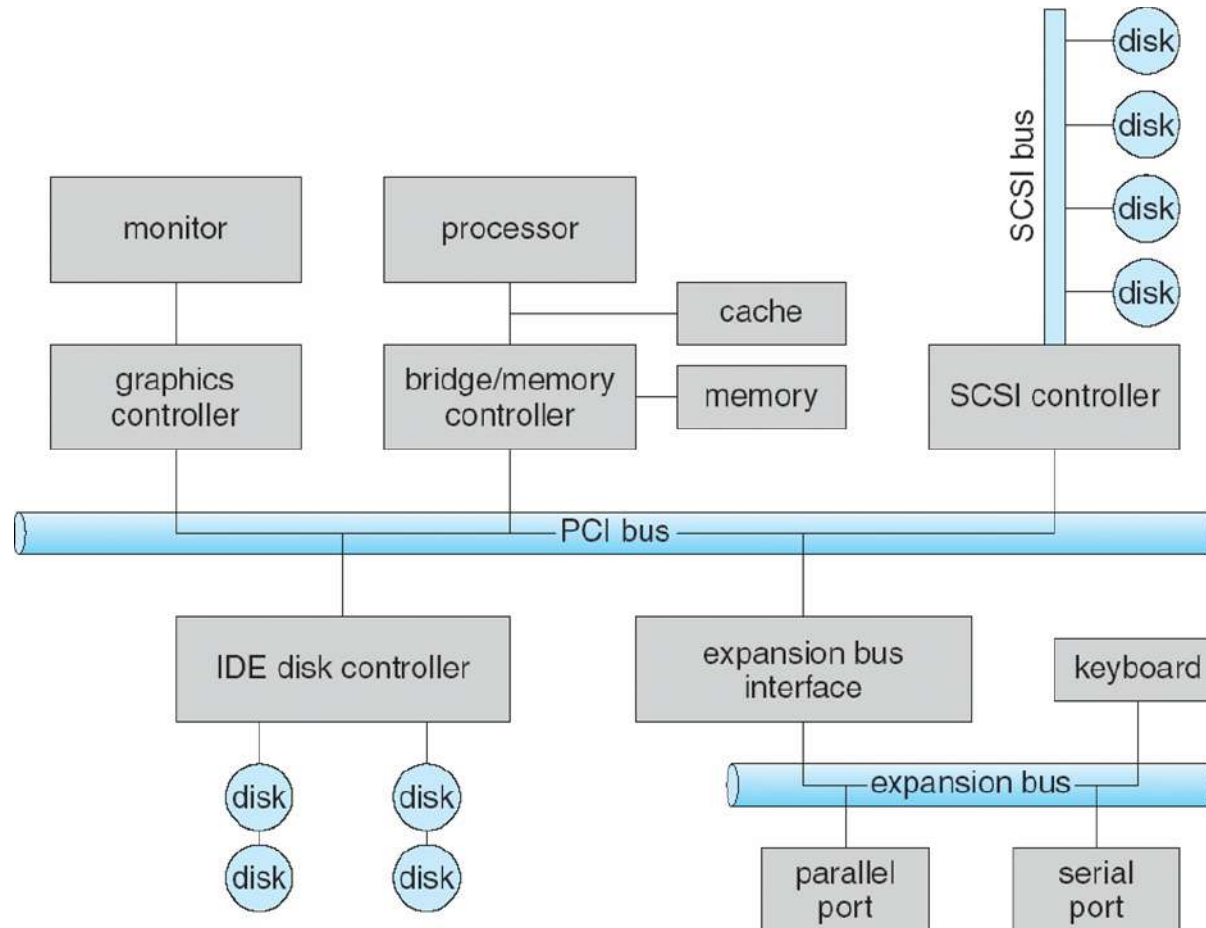 disk
disk
disk
disk
SCSI bus
monitor
processor
cache
graphics
controller
bridge/memory
controller
memory
SCSI controller
PCI bus
IDE disk controller
expansion bus
interface
keyboard
disk
disk
disk
disk
expansion bus
parallel
port
serial
port